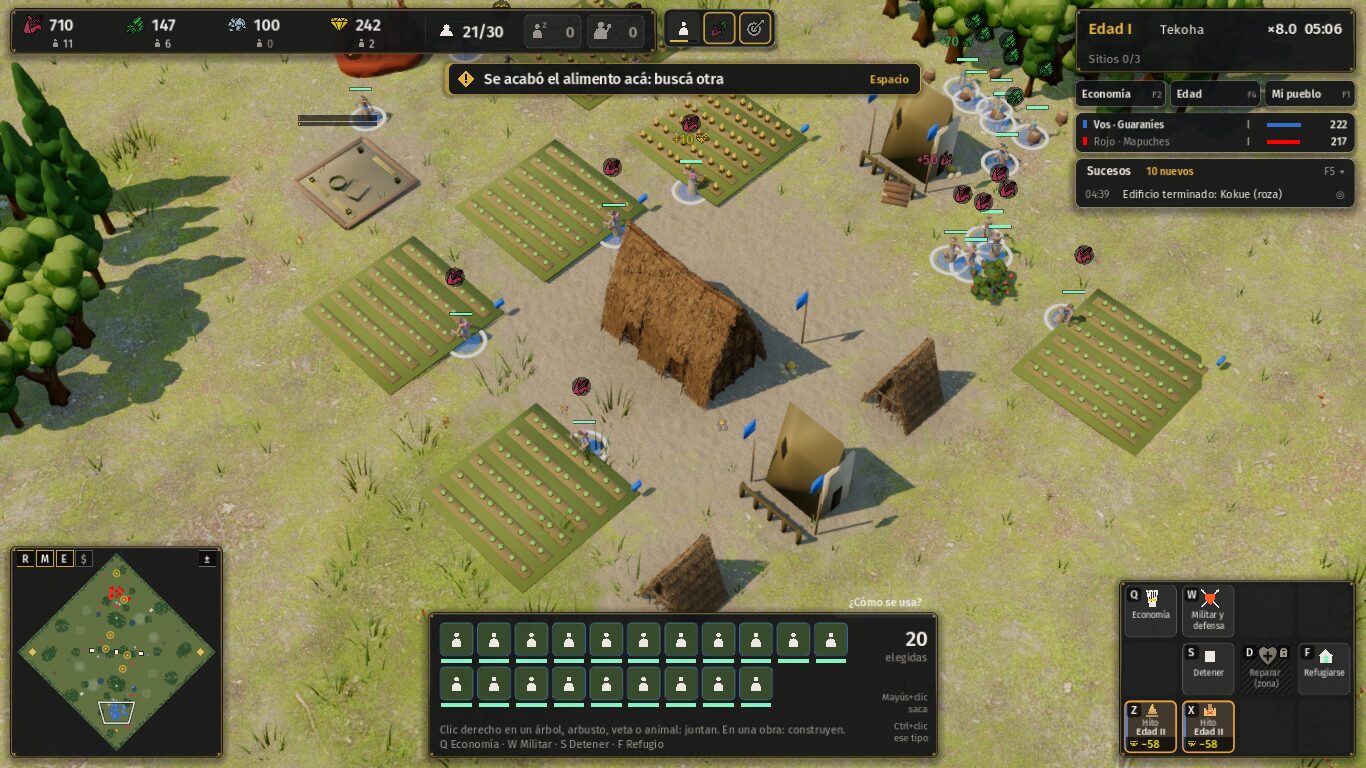 710 147 100 242 21/30 0 0
11 6 0 2
Se acabó el alimento acá: buscá otra Espacio
Edad I Tekoha ×8.0 05:06
Sitios 0/3
Economía F2 Edad F4 Mi pueblo F1
Vos · Guaraníes I 222
Rojo · Mapuches I 217
Sucesos 10 nuevos F5
04:39 Edificio terminado: Kokue (roza)
+50
R M E $ ±
¿Cómo se usa?
20
elegidas
Mayús+clic
saca
Ctrl+clic
ese tipo
Clic derecho en un árbol, arbusto, veta o animal: juntan. En una obra: construyen.
Q Economía · W Militar · S Detener · F Refugio
Q Economía
W Militar y
defensa
S Detener
D Reparar
(zona)
F Refugiarse
Z Hito
Edad II
−58
X Hito
Edad II
−58